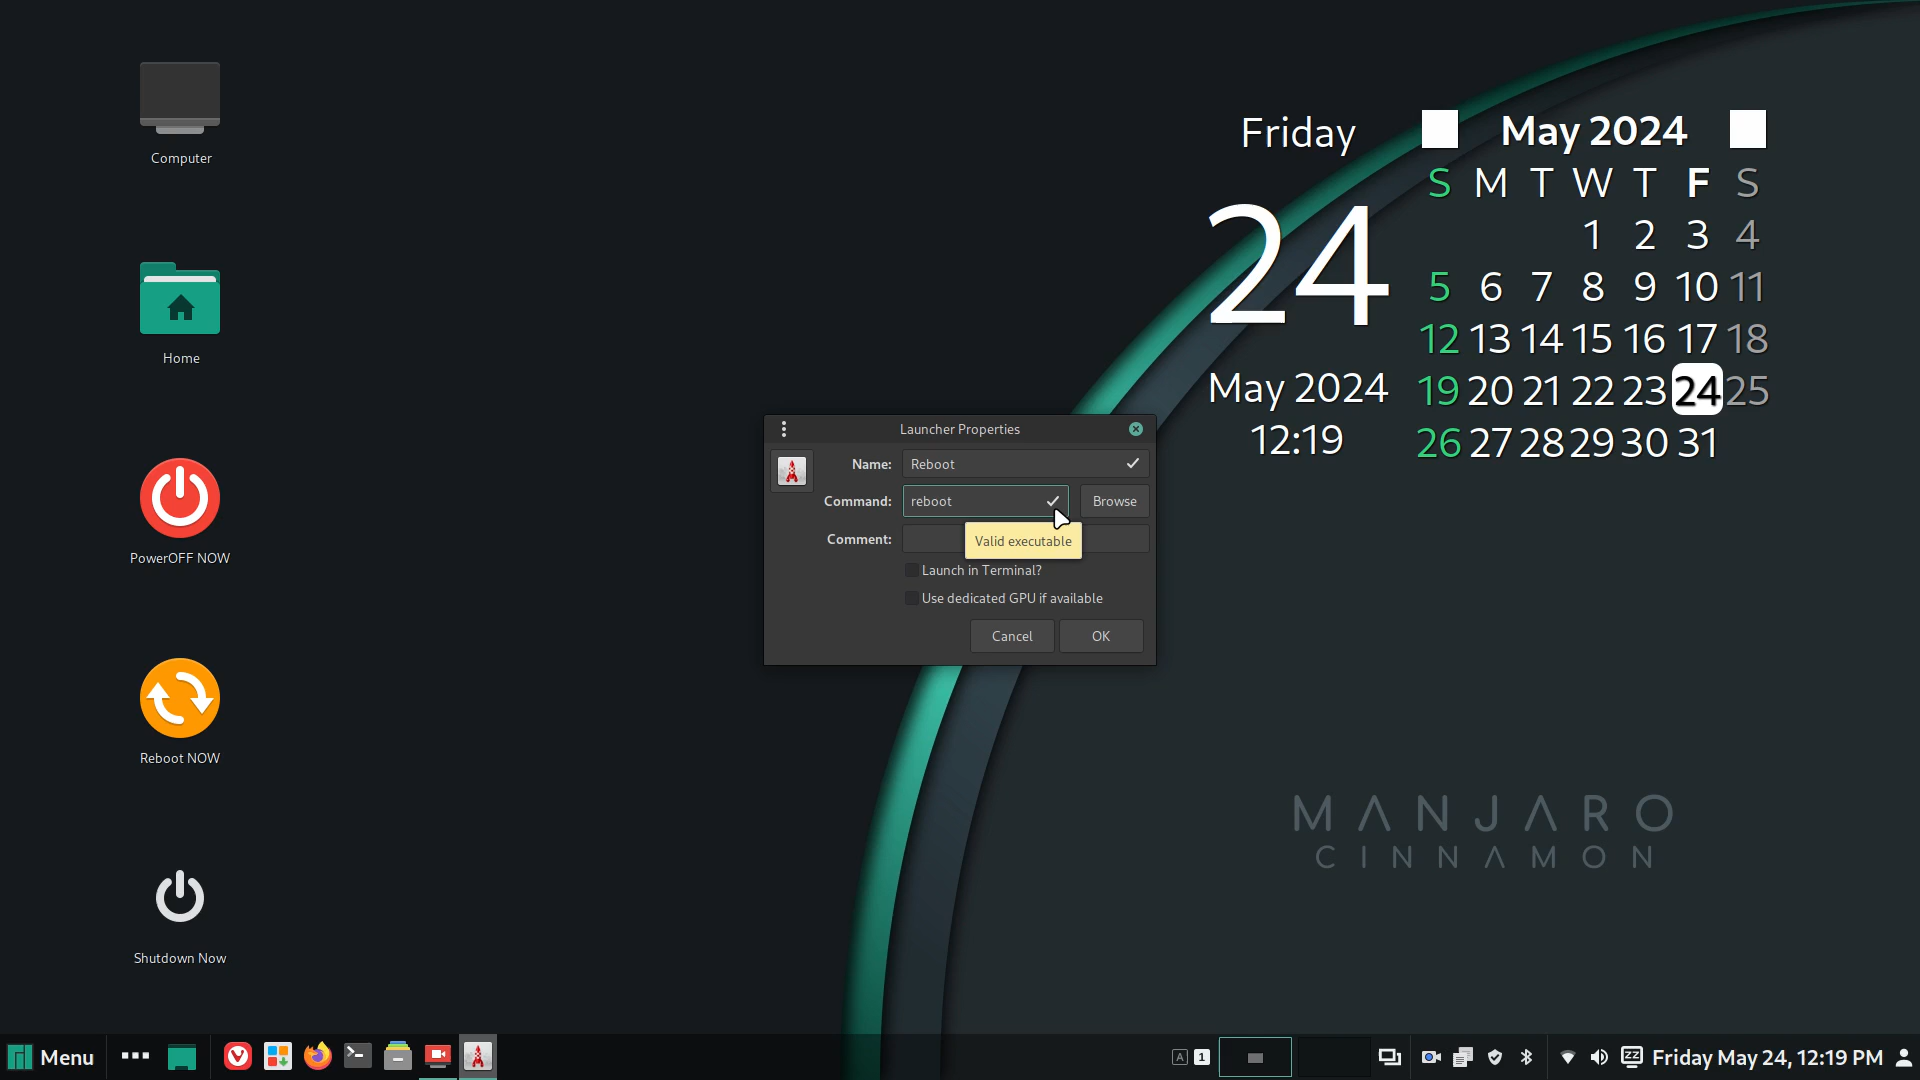 Computer
Home
PowerOFF NOW
Reboot NOW
Shutdown Now
Friday
24
May 2024
12:19
May 2024
S M T W T F S
1 2 3 4
5 6 7 8 9 10 11
12 13 14 15 16 17 18
19 20 21 22 23 24 25
26 27 28 29 30 31
Launcher Properties
Name: Reboot
Command: reboot Browse
Comment:
Valid executable
Launch in Terminal?
Use dedicated GPU if available
Cancel OK
MANJARO
CINNAMON
Menu
A 1
zz
Friday May 24, 12:19 PM